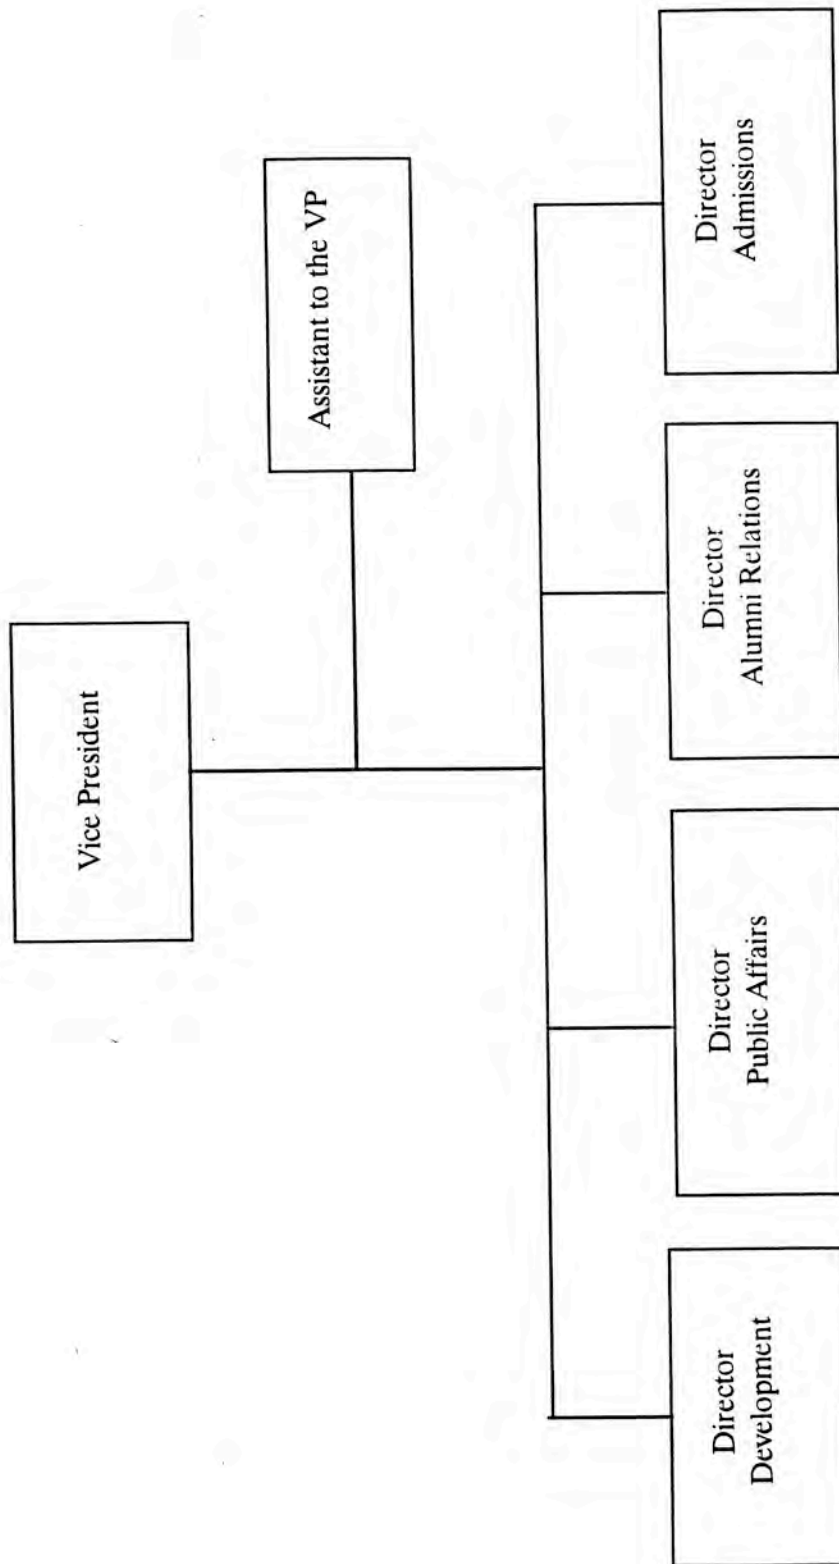 Vice President
Assistant to the VP
Director
Development
Director
Public Affairs
Director
Alumni Relations
Director
Admissions